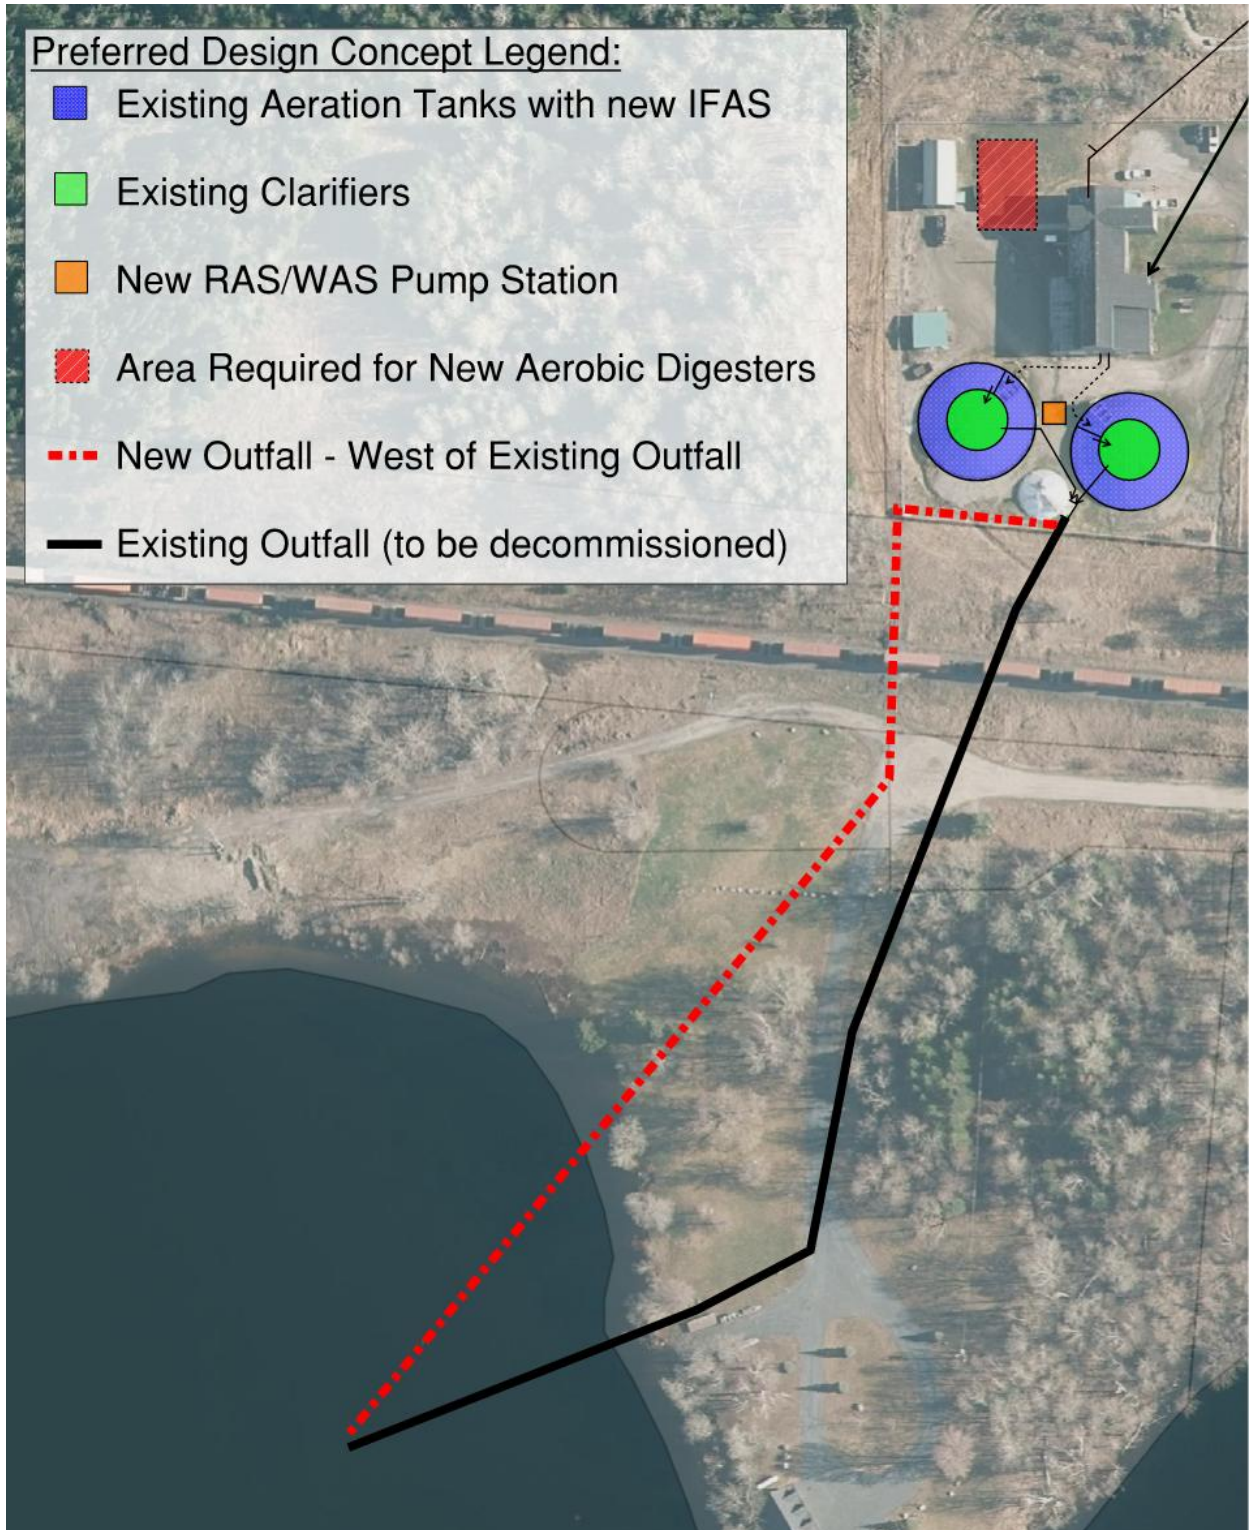 Preferred Design Concept Legend:
Existing Aeration Tanks with new IFAS
Existing Clarifiers
New RAS/WAS Pump Station
Area Required for New Aerobic Digesters
New Outfall - West of Existing Outfall
Existing Outfall (to be decommissioned)